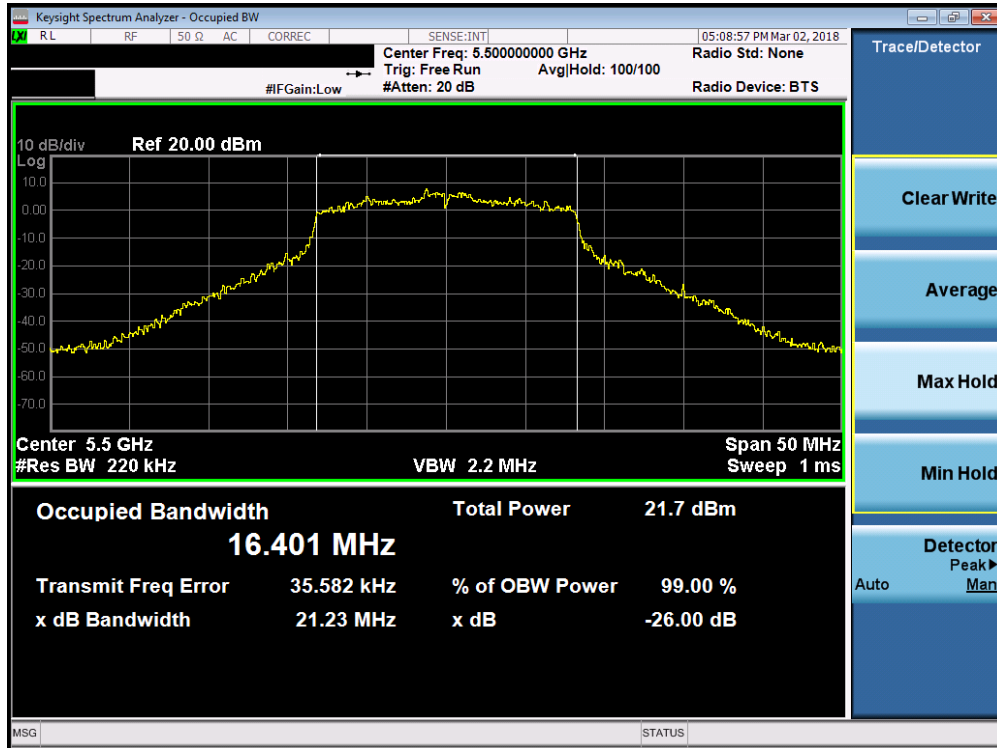 Keysight Spectrum Analyzer - Occupied BW
LXI RL RF 50 Ω AC CORREC SENSE:INT 05:08:57 PM Mar 02, 2018
Center Freq: 5.500000000 GHz Radio Std: None
Trig: Free Run Avg|Hold: 100/100
#IFGain:Low #Atten: 20 dB Radio Device: BTS
10 dB/div Ref 20.00 dBm
Log
10.0
0.00
-10.0
-20.0
-30.0
-40.0
-50.0
-60.0
-70.0
Center 5.5 GHz Span 50 MHz
#Res BW 220 kHz VBW 2.2 MHz Sweep 1 ms
Occupied Bandwidth Total Power 21.7 dBm
16.401 MHz
Transmit Freq Error 35.582 kHz % of OBW Power 99.00 %
x dB Bandwidth 21.23 MHz x dB -26.00 dB
MSG STATUS
Trace/Detector
Clear Write
Average
Max Hold
Min Hold
Detector
Peak▶
Auto Man